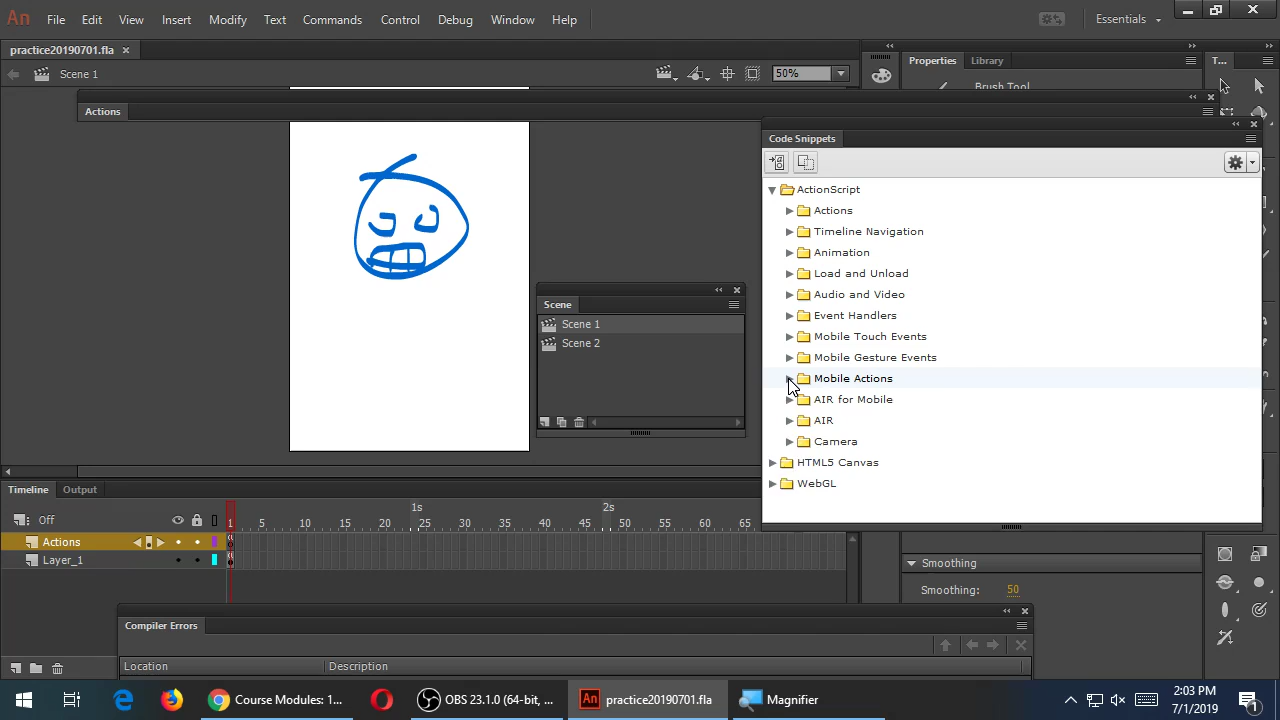 An File Edit View Insert Modify Text Commands Control Debug Window Help Essentials
practice20190701.fla ×
Scene 1 50%
Properties Library T...
Brush Tool
Actions
Code Snippets
ActionScript
Actions
Timeline Navigation
Animation
Load and Unload
Audio and Video
Event Handlers
Mobile Touch Events
Mobile Gesture Events
Mobile Actions
AIR for Mobile
AIR
Camera
HTML5 Canvas
WebGL
Scene
Scene 1
Scene 2
Timeline Output
1s 2s
Off 1 5 10 15 20 25 30 35 40 45 50 55 60 65
Actions
Layer_1
Smoothing
Smoothing: 50
Compiler Errors
Location Description
Course Modules: 1... OBS 23.1.0 (64-bit, ... An practice20190701.fla Magnifier
2:03 PM
7/1/2019 1